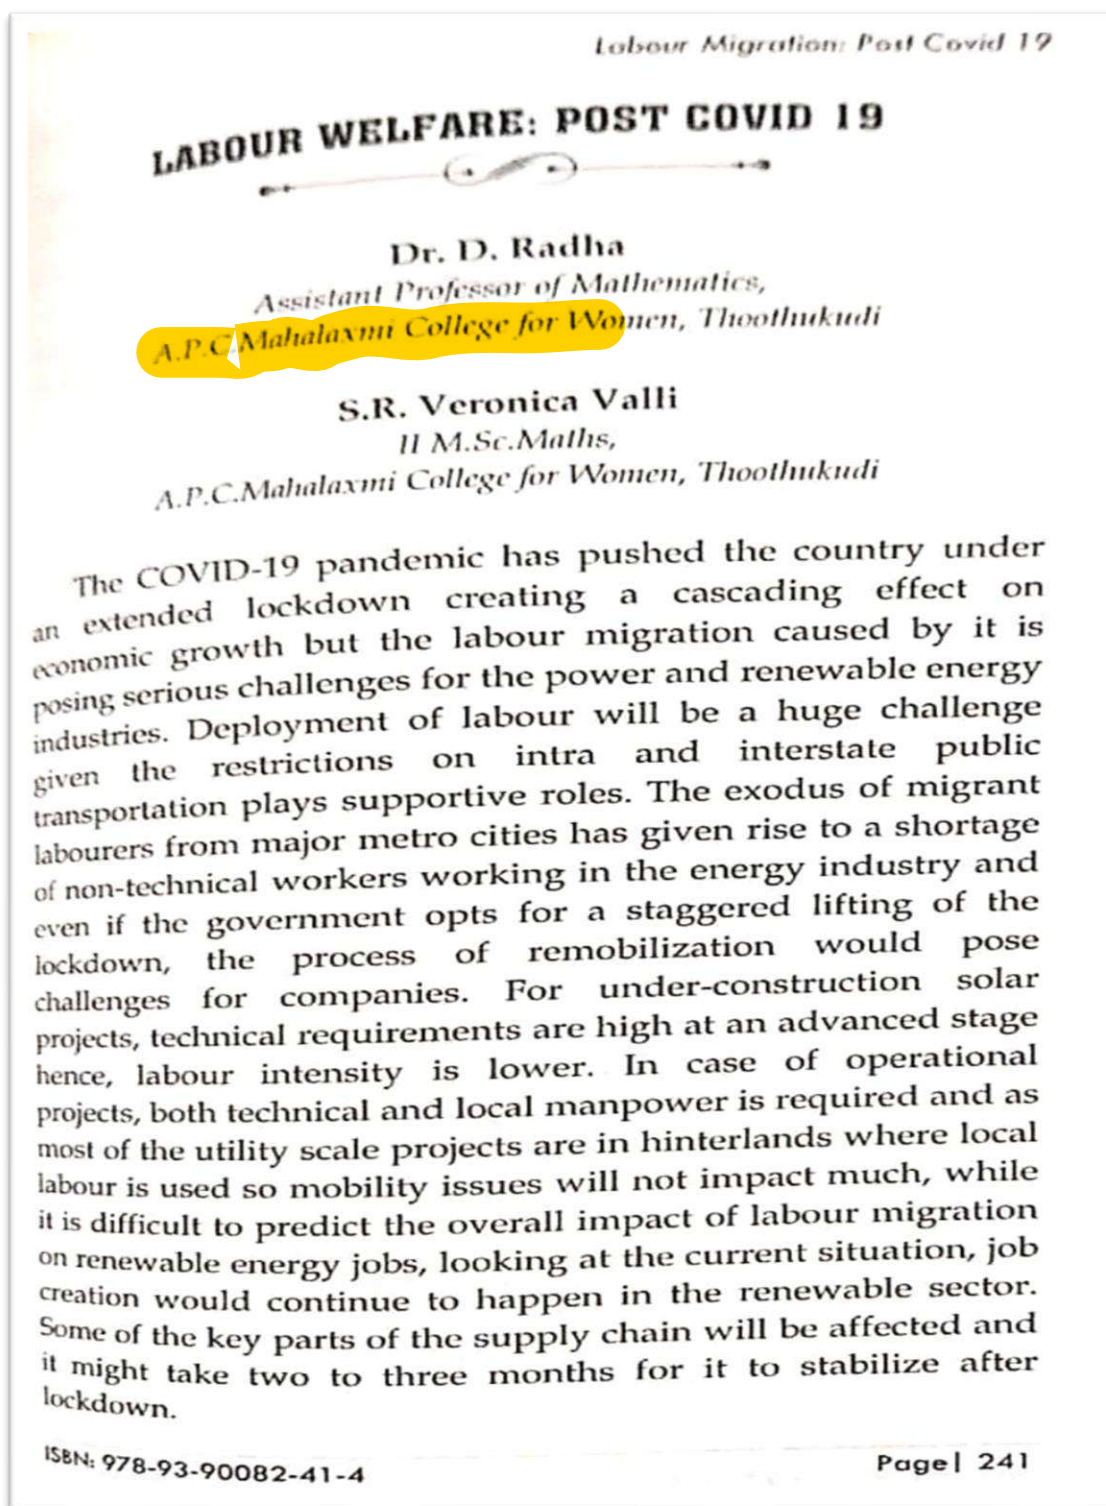 Labour Migration: Post Covid 19
LABOUR WELFARE: POST COVID 19
Dr. D. Radha
Assistant Professor of Mathematics,
A.P.C.Mahalaxmi College for Women, Thoothukudi
S.R. Veronica Valli
II M.Sc.Maths,
A.P.C.Mahalaxmi College for Women, Thoothukudi
The COVID-19 pandemic has pushed the country under
an extended lockdown creating a cascading effect on
economic growth but the labour migration caused by it is
posing serious challenges for the power and renewable energy
industries. Deployment of labour will be a huge challenge
given the restrictions on intra and interstate public
transportation plays supportive roles. The exodus of migrant
labourers from major metro cities has given rise to a shortage
of non-technical workers working in the energy industry and
even if the government opts for a staggered lifting of the
lockdown, the process of remobilization would pose
challenges for companies. For under-construction solar
projects, technical requirements are high at an advanced stage
hence, labour intensity is lower. In case of operational
projects, both technical and local manpower is required and as
most of the utility scale projects are in hinterlands where local
labour is used so mobility issues will not impact much, while
it is difficult to predict the overall impact of labour migration
on renewable energy jobs, looking at the current situation, job
creation would continue to happen in the renewable sector.
Some of the key parts of the supply chain will be affected and
it might take two to three months for it to stabilize after
lockdown.
ISBN: 978-93-90082-41-4
Page| 241